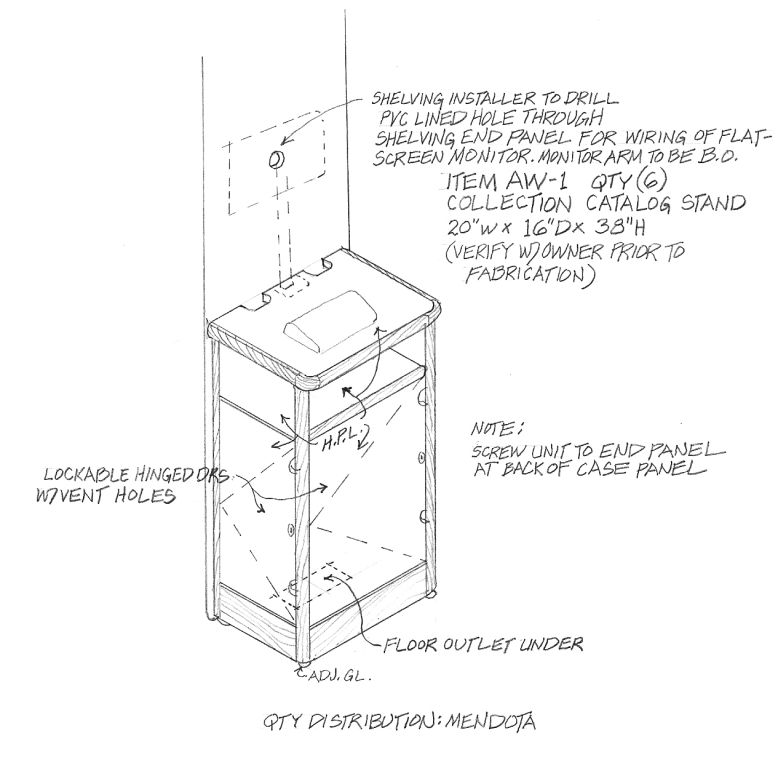 SHELVING INSTALLER TO DRILL
PVC LINED HOLE THROUGH
SHELVING END PANEL FOR WIRING OF FLAT-
SCREEN MONITOR. MONITOR ARM TO BE B.O.
ITEM AW-1 QTY (6)
COLLECTION CATALOG STAND
20"W x 16"D x 38"H
(VERIFY W/OWNER PRIOR TO
FABRICATION)
H.P.L.
NOTE:
SCREW UNIT TO END PANEL
AT BACK OF CASE PANEL
LOCKABLE HINGED DRS
W/VENT HOLES
FLOOR OUTLET UNDER
ADJ. GL.
QTY DISTRIBUTION: MENDOTA